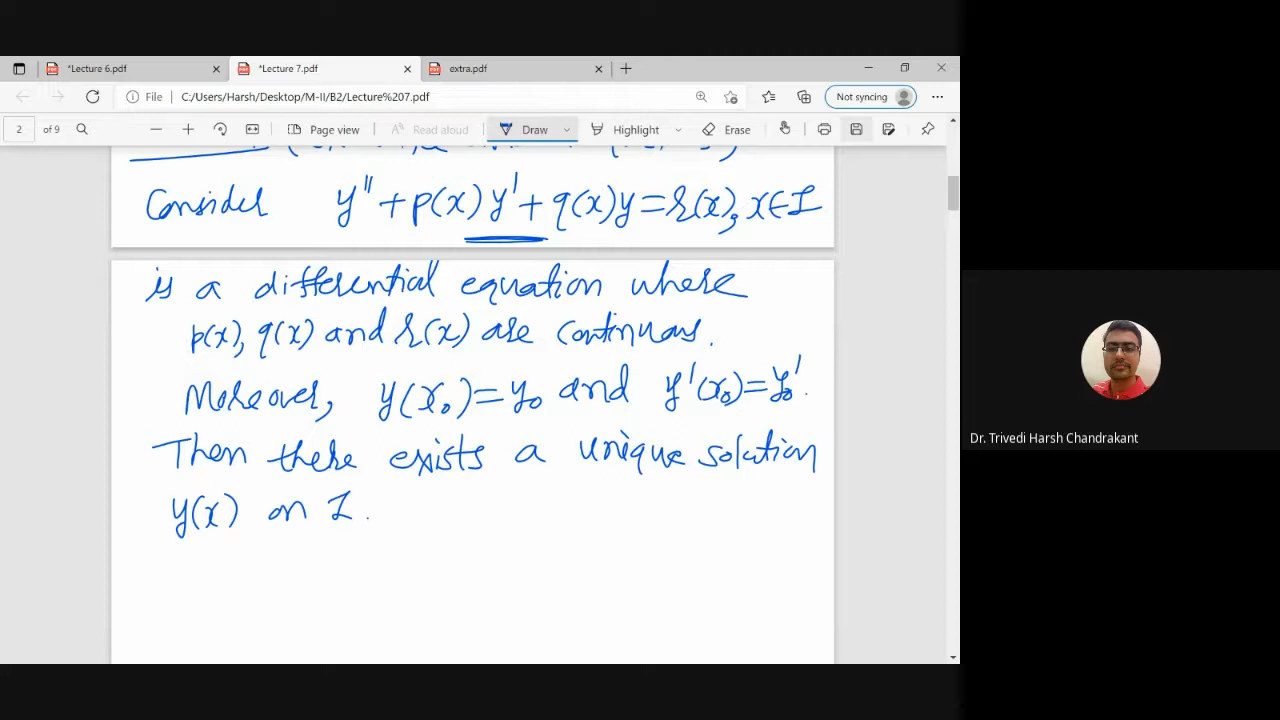 *Lecture 6.pdf
*Lecture 7.pdf
extra.pdf
File C:/Users/Harsh/Desktop/M-II/B2/Lecture%207.pdf
Not syncing
2 of 9
Page view
Read aloud
Draw
Highlight
Erase
Consider y'' + p(x) y' + q(x)y = r(x), x ∈ I
is a differential equation where
p(x), q(x) and r(x) are continuous.
Moreover, y(x₀) = y₀ and y'(x₀) = y₀'.
Then there exists a unique solution
y(x) on I.
Dr. Trivedi Harsh Chandrakant